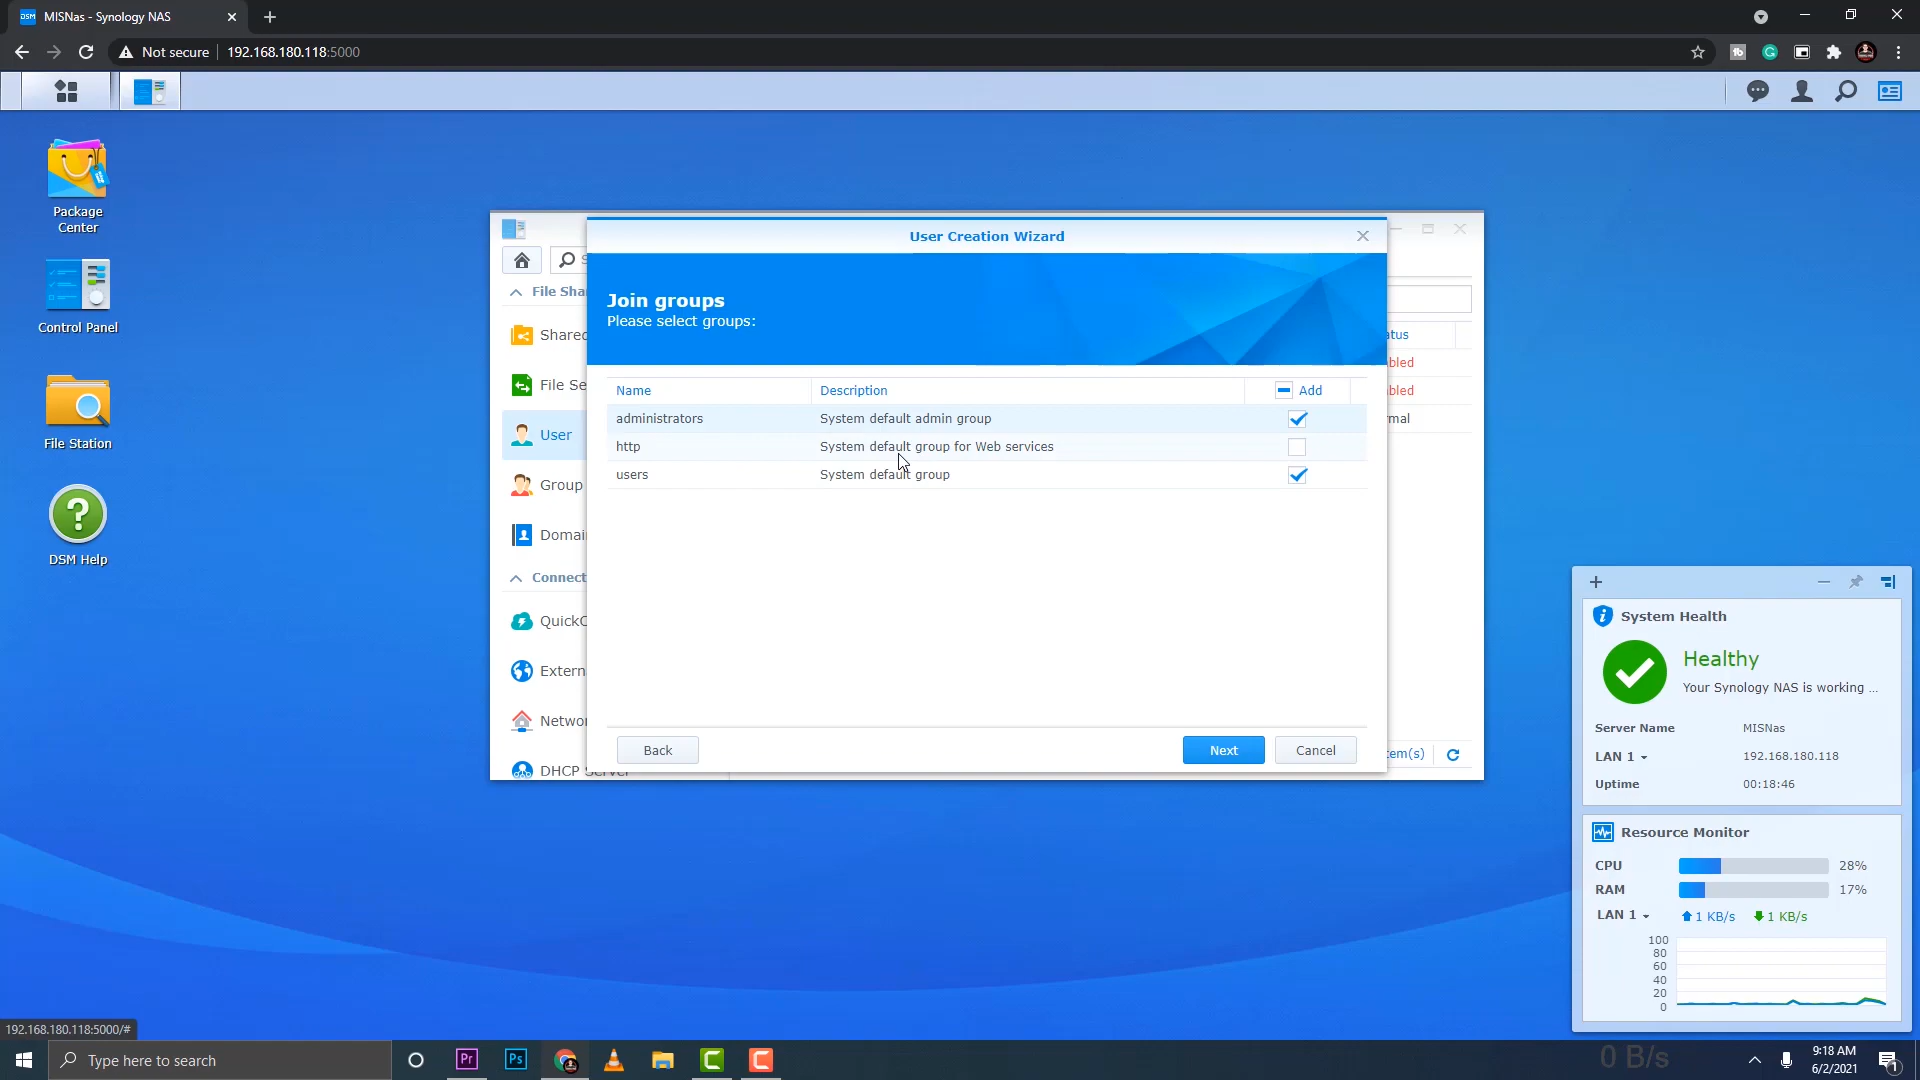 DSM MISNas - Synology NAS
Not secure 192.168.180.118:5000
Package
Center
Control Panel
File Station
DSM Help
User Creation Wizard
Join groups
Please select groups:
Name Description Add
administrators System default admin group
http System default group for Web services
users System default group
Back Next Cancel
S
File Sha
Shared
File Se
User
Group
Domai
Connect
QuickC
Extern
Networ
DHCP Server
atus
bled
bled
mal
tem(s)
System Health
Healthy
Your Synology NAS is working ...
Server Name MISNas
LAN 1 192.168.180.118
Uptime 00:18:46
Resource Monitor
CPU 28%
RAM 17%
LAN 1 1 KB/s 1 KB/s
100
80
60
40
20
0
192.168.180.118:5000/#
Type here to search
Pr
Ps
0 B/s
9:18 AM
6/2/2021
1